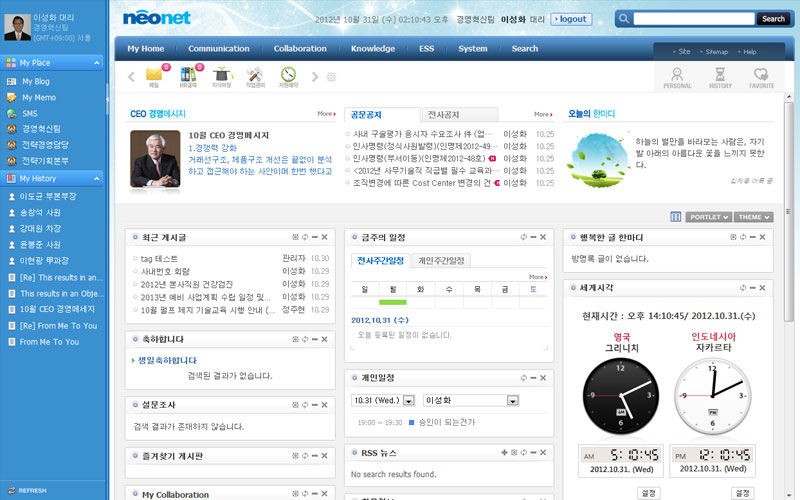 이성화 대리
경영혁신팀
(GMT+09:00) 서울
My Place
My Blog
My Memo
SMS
경영혁신팀
전략경영담당
전략기획본부
My History
이도균 부본부장
송창석 사원
강대원 차장
윤봉준 사원
이현광 甲과장
[Re] This results in an...
This results in an Obje...
10월 CEO 경영메세지
[Re] From Me To You
From Me To You
REFRESH
neonet
2012년 10월 31일 (수) 02:10:43 오후 경영혁신팀 이성화 대리 logout
Search
My Home Communication Collaboration Knowledge ESS System Search
Site Sitemap Help
메일 0
HR결재 0
지식마당
작업관리
자원예약
PERSONAL HISTORY FAVORITE
CEO 경영메시지 More
10월 CEO 경영메시지
1.경쟁력 강화
거래선구조, 제품구조 개선은 끝없이 분석
하고 접근해야 하는 사안이며 한번 했다고
공문공지 전사공지 More
사내 구술평가 응시자 수요조사 件 (업... 이성화 10.25
인사명령(정식사원발령)(인명제2012-49... 이성화 10.25
인사명령(부서이동)(인명제2012-48호) 이성화 10.25
<2012년 사무기술직 직급별 필수 교육과... 이성화 10.25
조직변경에 따른 Cost Center 변경의 건 이성화 10.25
오늘의 한마디
하늘의 별만을 바라보는 사람은, 자기
발 아래의 아름다운 꽃을 느끼지 못한
다.
PORTLET THEME
최근 게시글
tag 테스트 관리자 10.30
사내번호 회람 이성화 10.29
2012년 본사직원 건강검진 이성화 10.29
2013년 예비 사업계획 수립 일정 및... 이성화 10.29
10월 펄프 제지 기술교육 시행 안내 (... 정주현 10.29
축하합니다
생일축하합니다
검색된 결과가 없습니다.
설문조사
검색 결과가 존재하지 않습니다.
즐겨찾기 게시판
My Collaboration
금주의 일정
전사주간일정 개인주간일정
More
일 월 화 수 목 금 토
2012.10.31 (수)
오늘 등록된 일정이 없습니다.
개인일정
10.31 (Wed.) 이성화
19:00 ~ 19:30 승인이 되는건가
RSS 뉴스
No search results found.
행복한 글 한마디
방명록 글이 없습니다.
세계시각
현재시간 : 오후 14:10:45/ 2012.10.31.(수)
영국
그리니치
12
3
6
9
AM
AM 5:10:45
2012.10.31. (Wed)
설정
인도네시아
자카르타
12
3
6
9
PM
PM 12:10:45
2012.10.31. (Wed)
설정